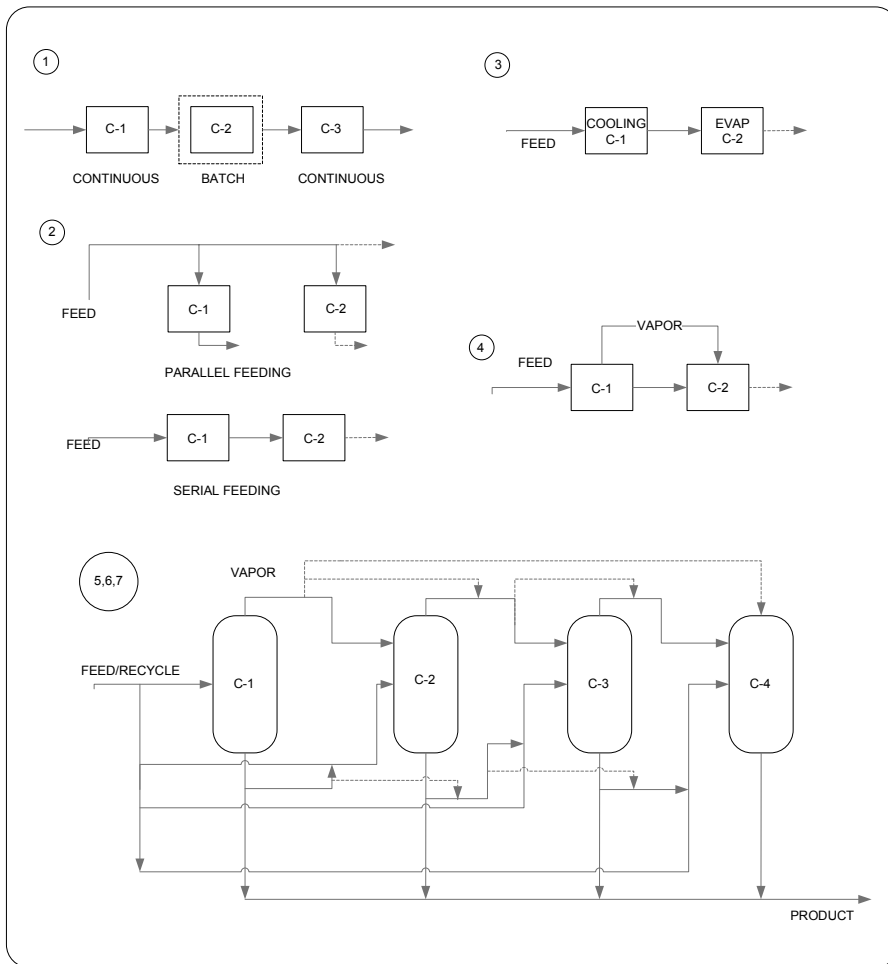 1
C-1
C-2
C-3
CONTINUOUS
BATCH
CONTINUOUS
3
FEED
COOLING
C-1
EVAP
C-2
2
FEED
C-1
C-2
PARALLEL FEEDING
FEED
C-1
C-2
SERIAL FEEDING
4
FEED
VAPOR
C-1
C-2
5,6,7
VAPOR
FEED/RECYCLE
C-1
C-2
C-3
C-4
PRODUCT